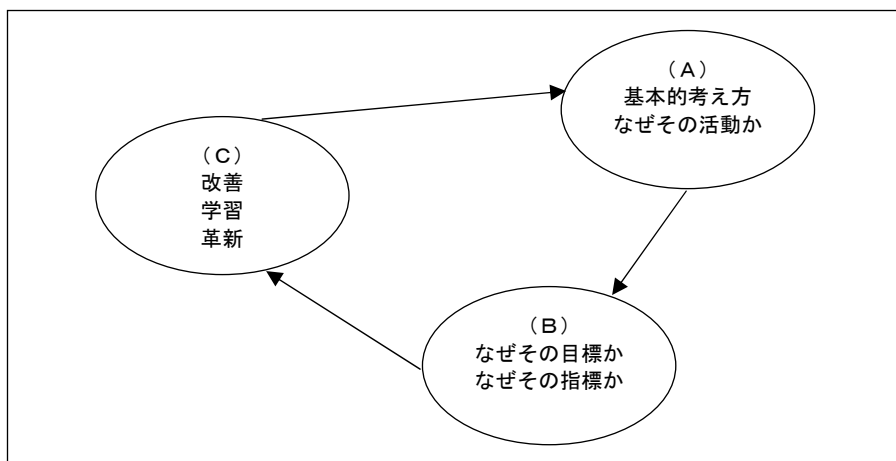 (A)
基本的考え方
なぜその活動か
(C)
改善
学習
革新
(B)
なぜその目標か
なぜその指標か